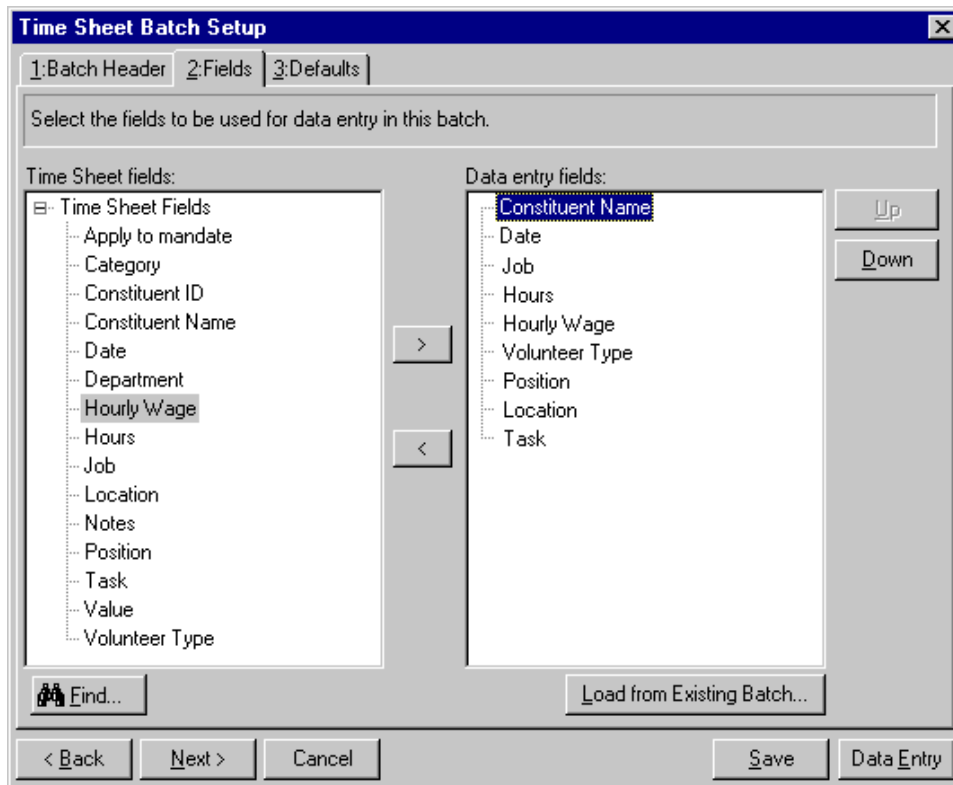 Time Sheet Batch Setup
1:Batch Header 2:Fields 3:Defaults
Select the fields to be used for data entry in this batch.
Time Sheet fields:
Time Sheet Fields
Apply to mandate
Category
Constituent ID
Constituent Name
Date
Department
Hourly Wage
Hours
Job
Location
Notes
Position
Task
Value
Volunteer Type
Find...
>
<
Data entry fields:
Constituent Name
Date
Job
Hours
Hourly Wage
Volunteer Type
Position
Location
Task
Up
Down
Load from Existing Batch...
< Back Next > Cancel Save Data Entry